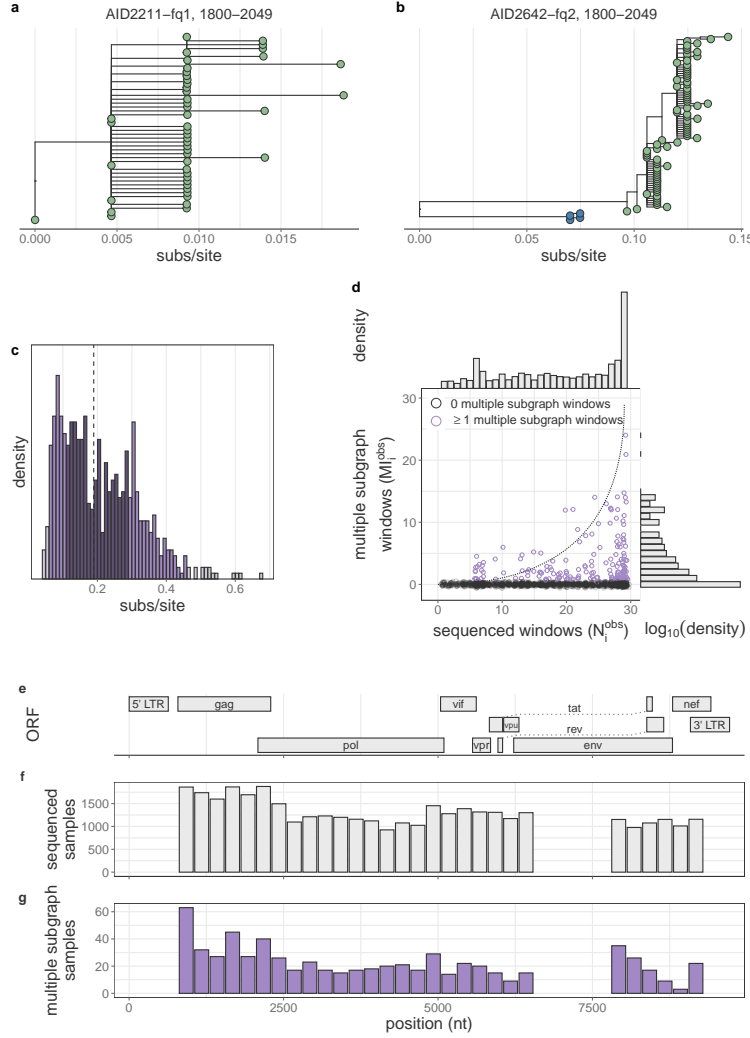 a
AID2211−fq1, 1800−2049
0.000 0.005 0.010 0.015
subs/site
b
AID2642−fq2, 1800−2049
0.00 0.05 0.10 0.15
subs/site
c
density
0.2 0.4 0.6
subs/site
d
density
multiple subgraph
windows (MI_i^obs)
30
20
10
0
0 multiple subgraph windows
≥ 1 multiple subgraph windows
0 10 20 30
sequenced windows (N_i^obs)
log10(density)
e
ORF
5' LTR gag vif tat nef
vpu 3' LTR
rev
pol vpr env
f
sequenced
samples
1500
1000
500
0
g
multiple subgraph
samples
60
40
20
0
0 2500 5000 7500
position (nt)